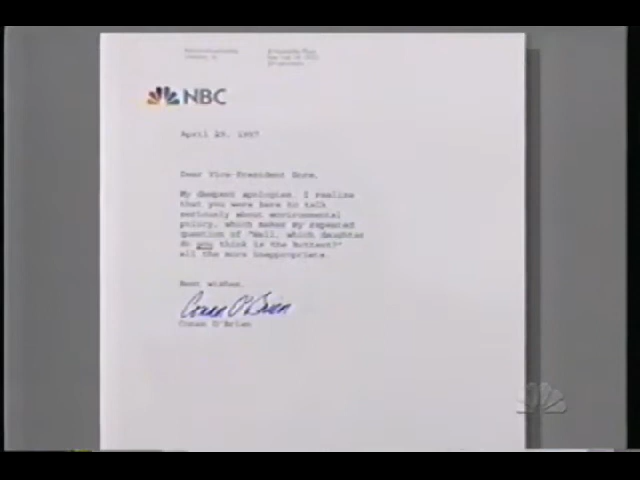 NBC
April 29, 1997
Dear Vice-President Gore,
My deepest apologies. I realize
that you were here to talk
seriously about environmental
policy, which makes my repeated
question of "Well, which daughter
do you think is the hottest?"
all the more inappropriate.
Best wishes,
Conan O'Brien
Conan O'Brien